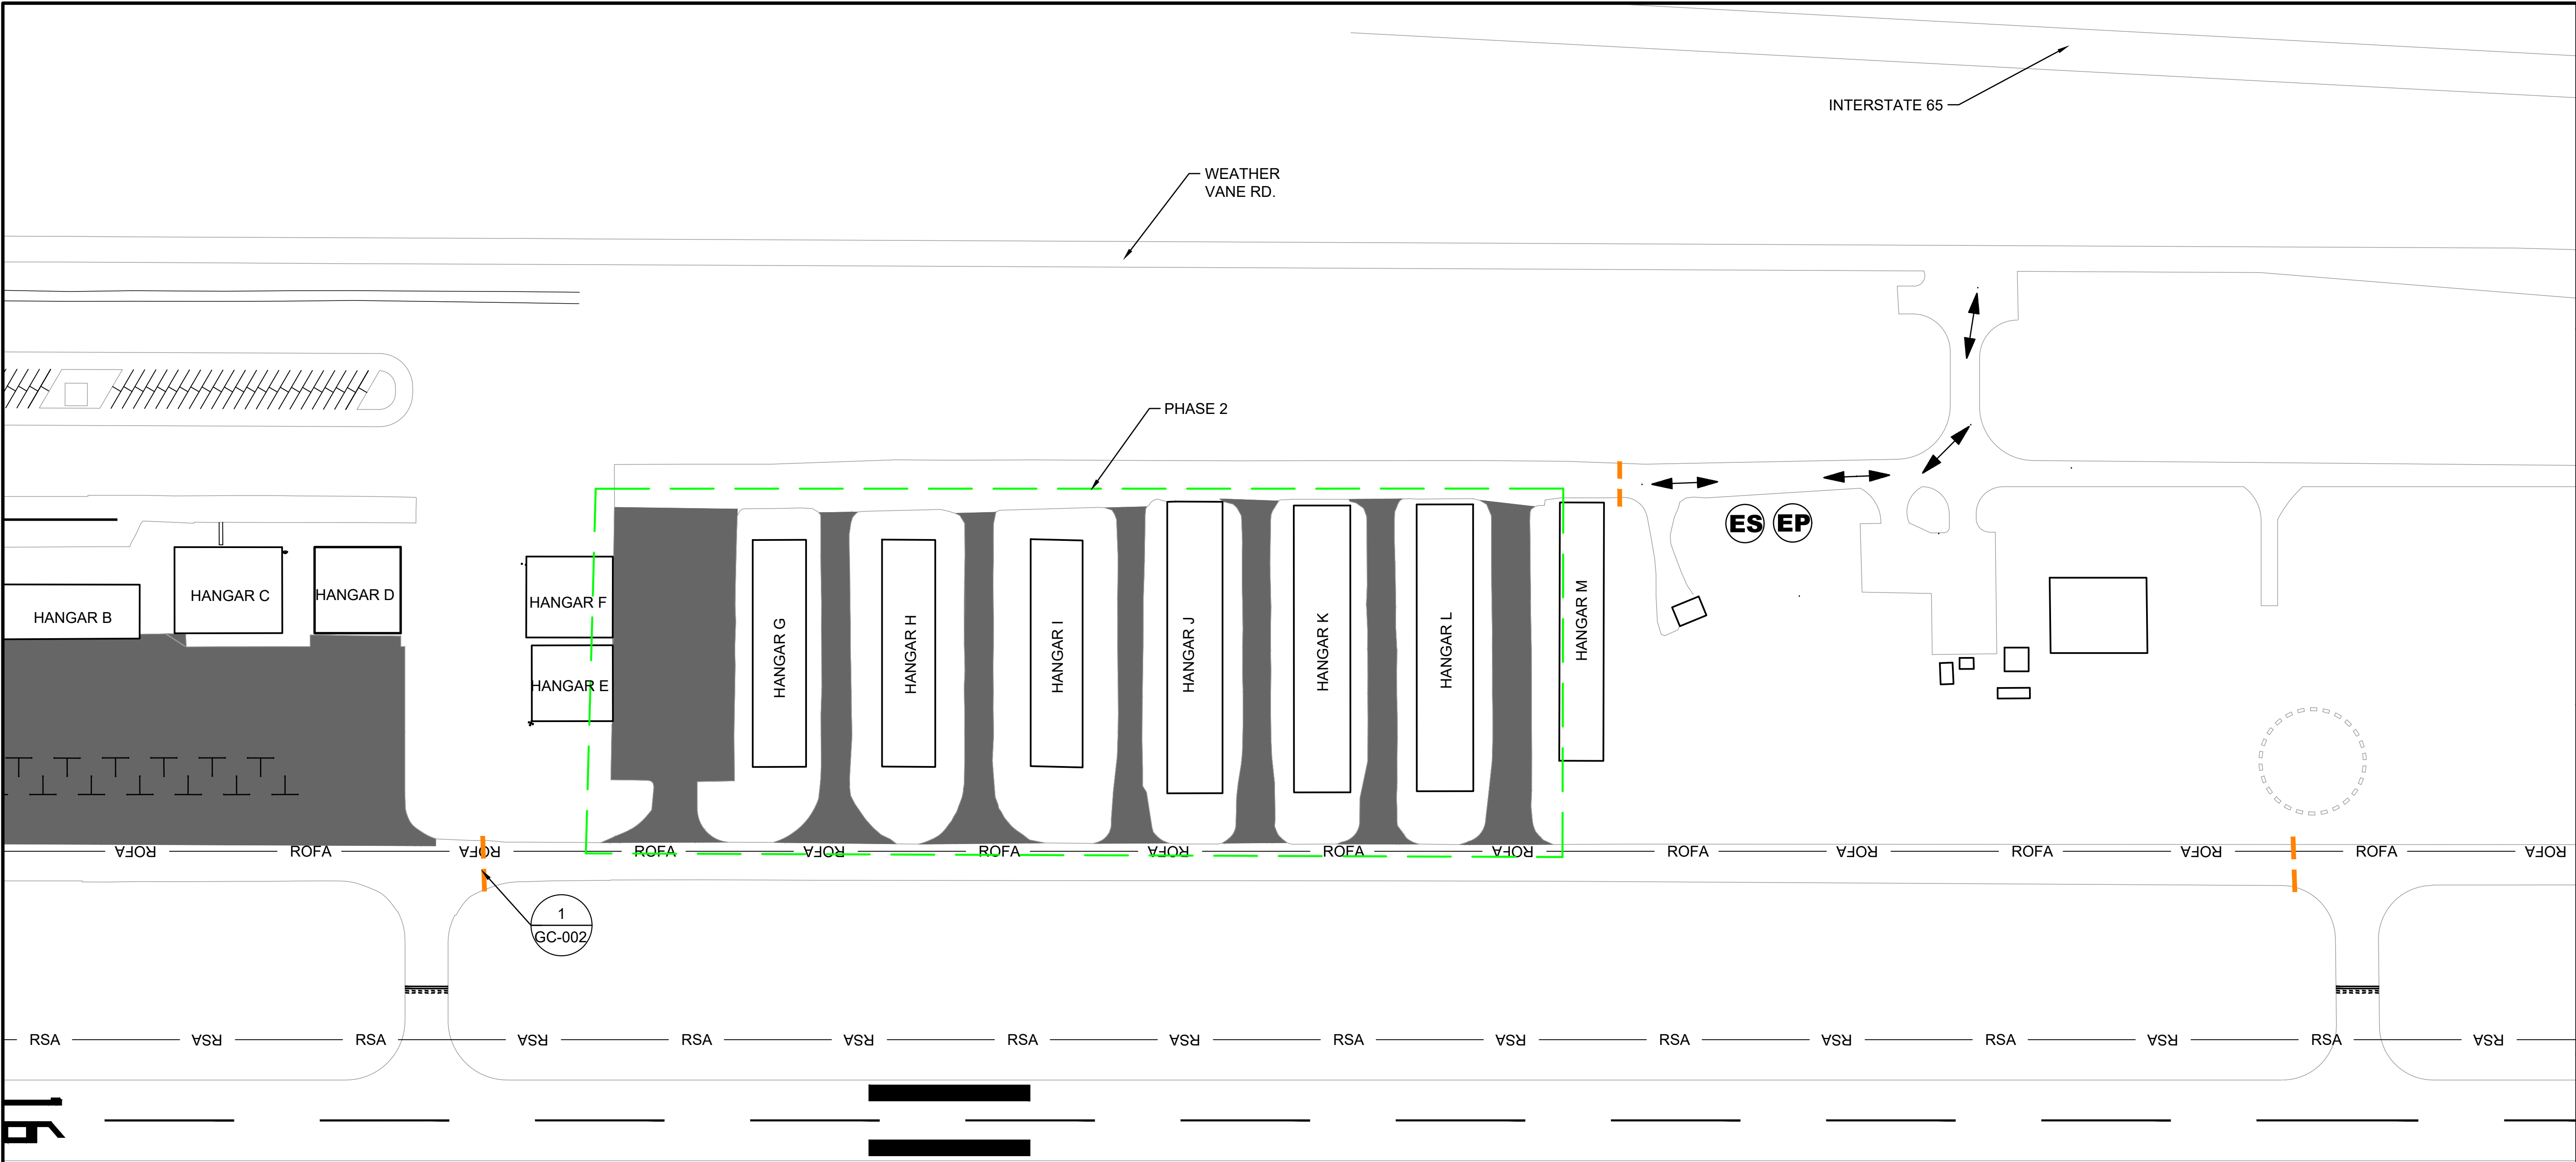 INTERSTATE 65
WEATHER
VANE RD.
PHASE 2
ES EP
HANGAR B
HANGAR C
HANGAR D
HANGAR F
HANGAR E
HANGAR G
HANGAR H
HANGAR I
HANGAR J
HANGAR K
HANGAR L
HANGAR M
ROFA ROFA ROFA ROFA ROFA ROFA ROFA ROFA ROFA ROFA ROFA ROFA ROFA ROFA ROFA
1
GC-002
RSA RSA RSA RSA RSA RSA RSA RSA RSA RSA RSA RSA RSA RSA RSA RSA